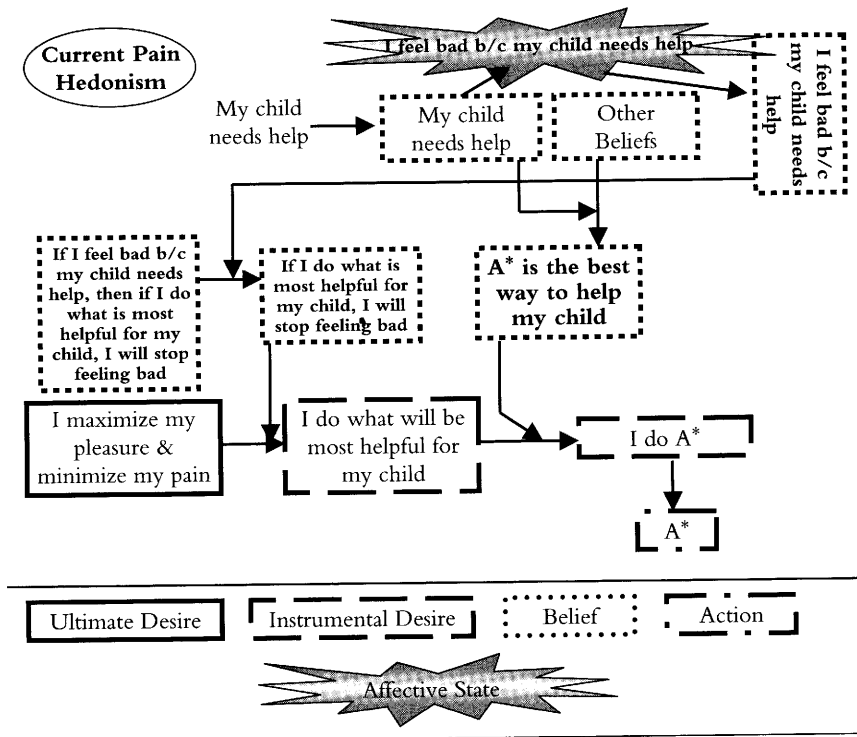 Current Pain
Hedonism
I feel bad b/c my child needs help
My child
needs help
My child
needs help
Other
Beliefs
I feel bad b/c
my child needs
help
If I feel bad b/c
my child needs
help, then if I do
what is most
helpful for my
child, I will stop
feeling bad
If I do what is
most helpful for
my child, I will
stop feeling bad
A* is the best
way to help
my child
I maximize my
pleasure &
minimize my pain
I do what will be
most helpful for
my child
I do A*
A*
Ultimate Desire
Instrumental Desire
Belief
Action
Affective State